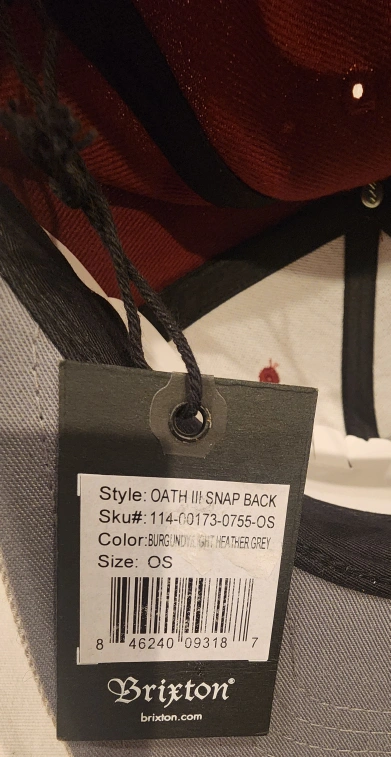 Style: OATH III SNAP BACK
Sku#: 114-00173-0755-OS
Color: BURGUNDY/LIGHT HEATHER GREY
Size: OS
8 46240 09318 7
Brixton®
brixton.com